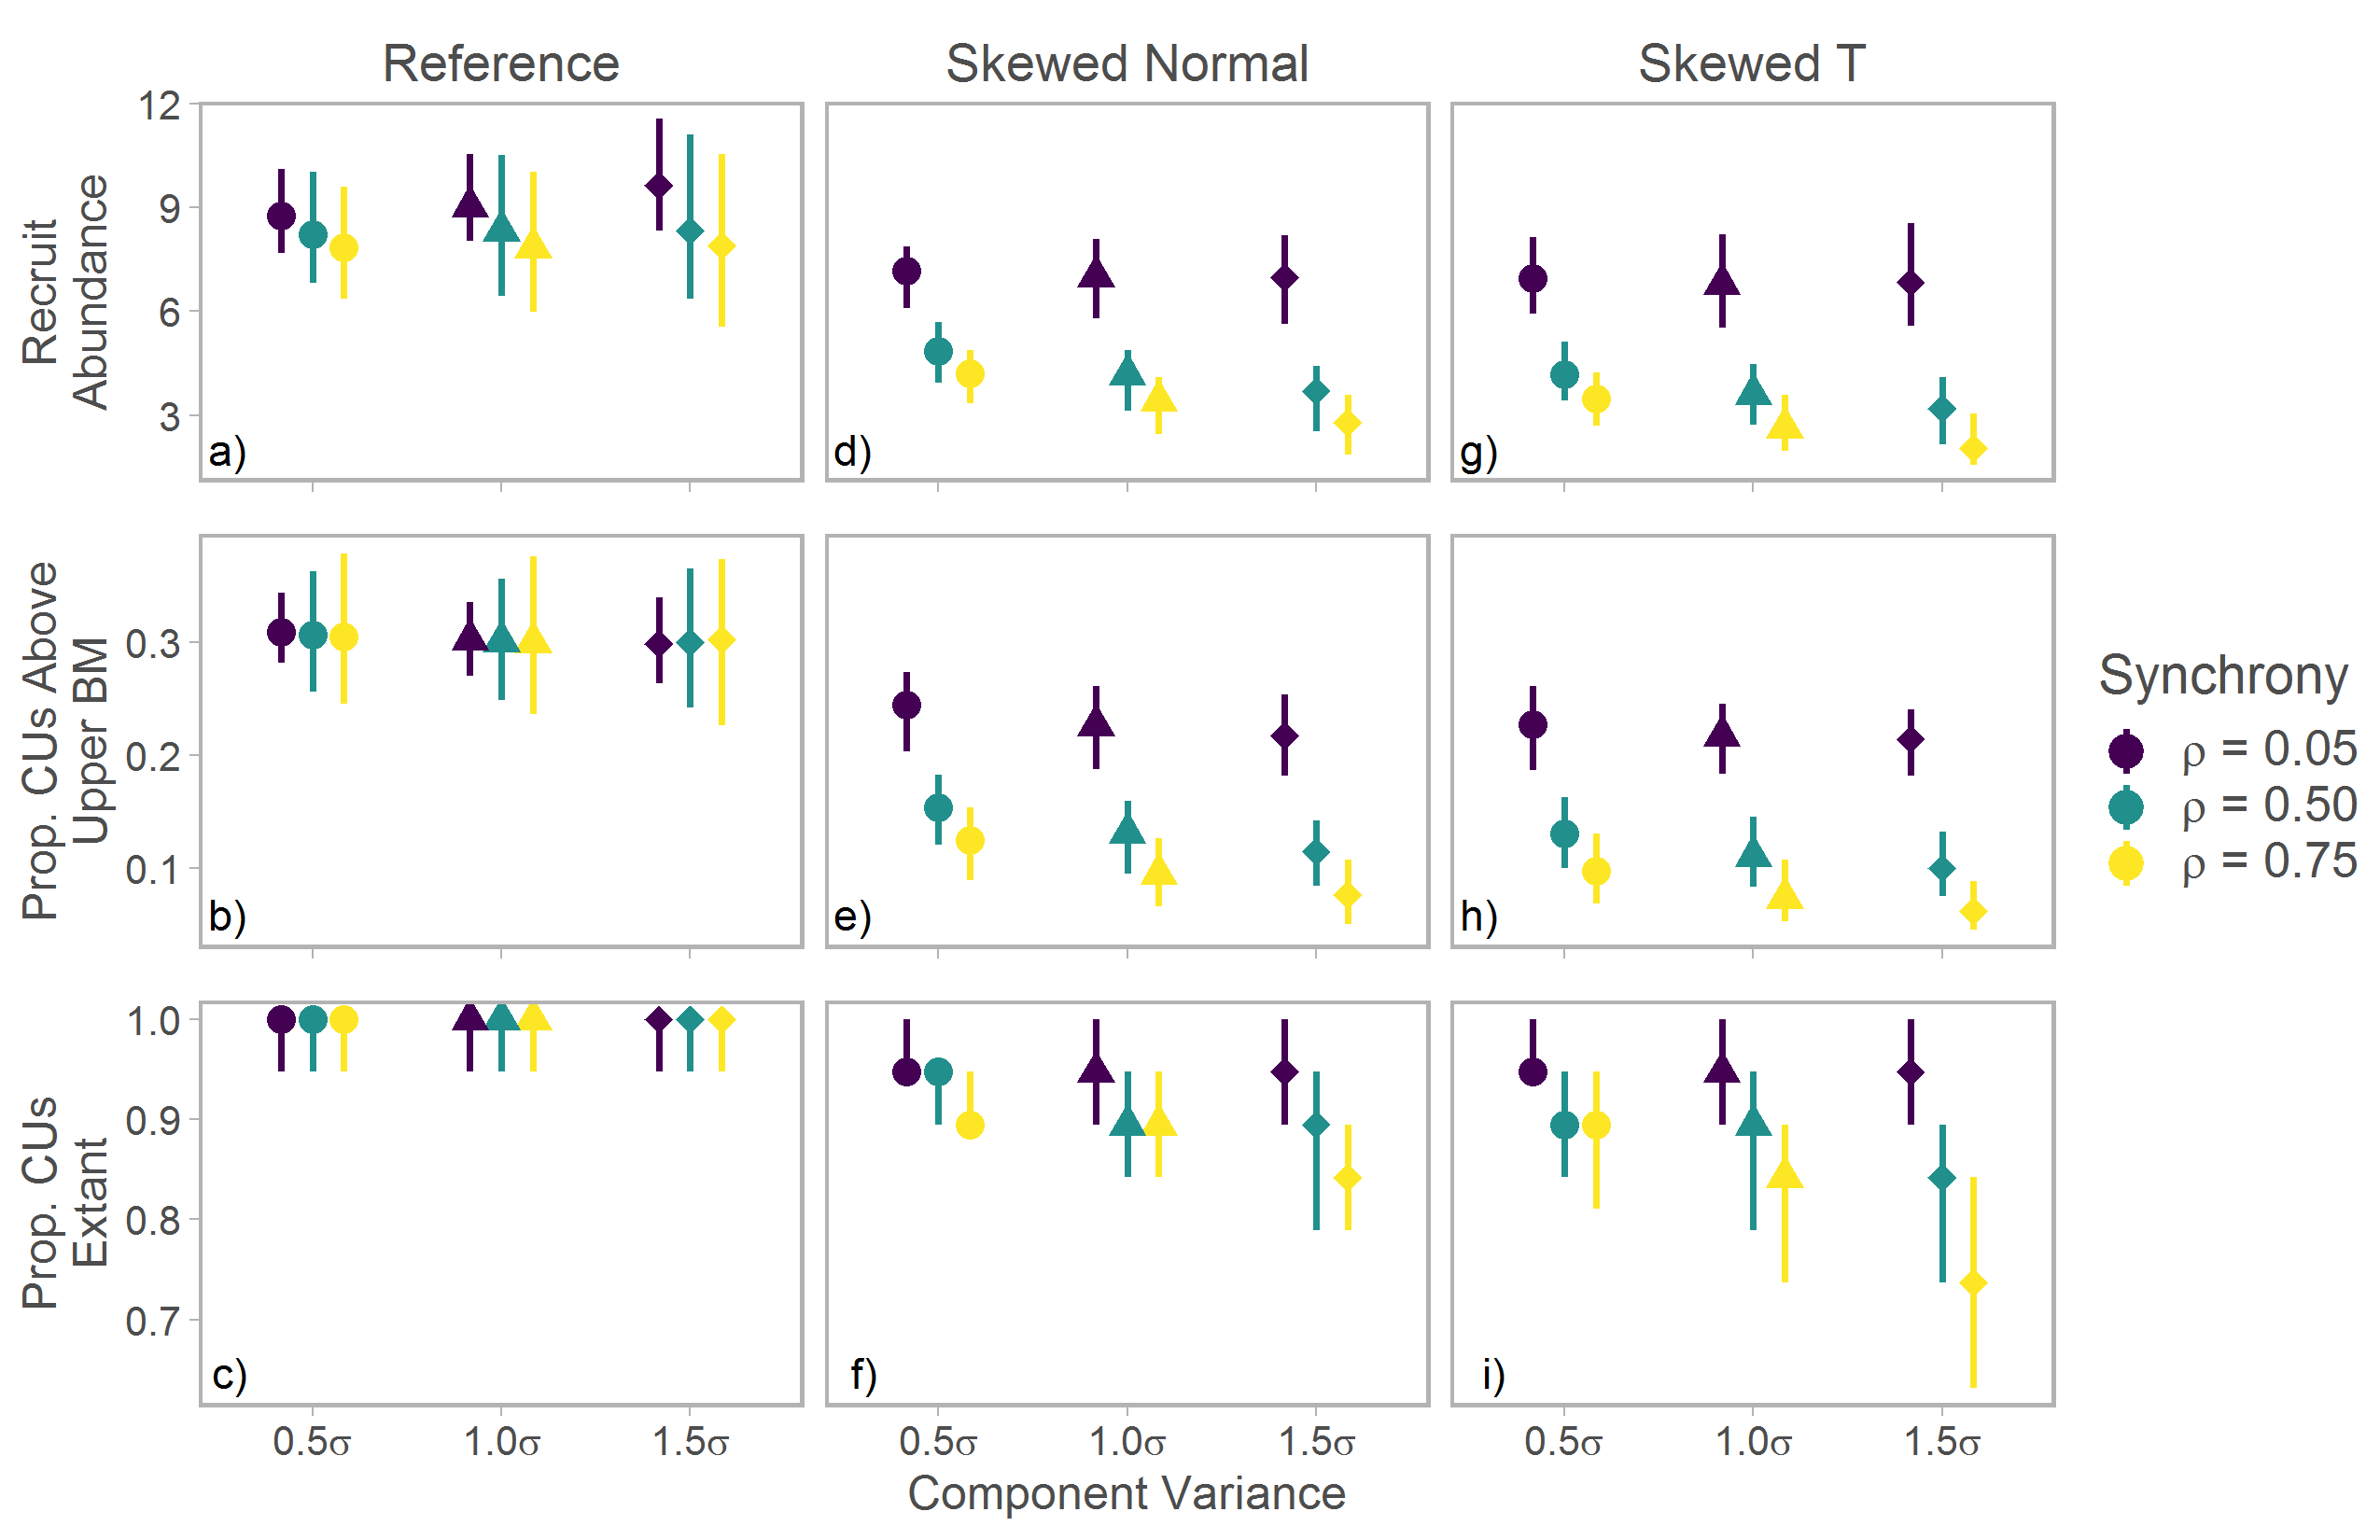 Reference
Skewed Normal
Skewed T
Recruit
Abundance
12
9
6
3
a)
d)
g)
Prop. CUs Above
Upper BM
0.3
0.2
0.1
b)
e)
h)
Prop. CUs
Extant
1.0
0.9
0.8
0.7
c)
f)
i)
0.5σ 1.0σ 1.5σ
0.5σ 1.0σ 1.5σ
0.5σ 1.0σ 1.5σ
Component Variance
Synchrony
ρ = 0.05
ρ = 0.50
ρ = 0.75